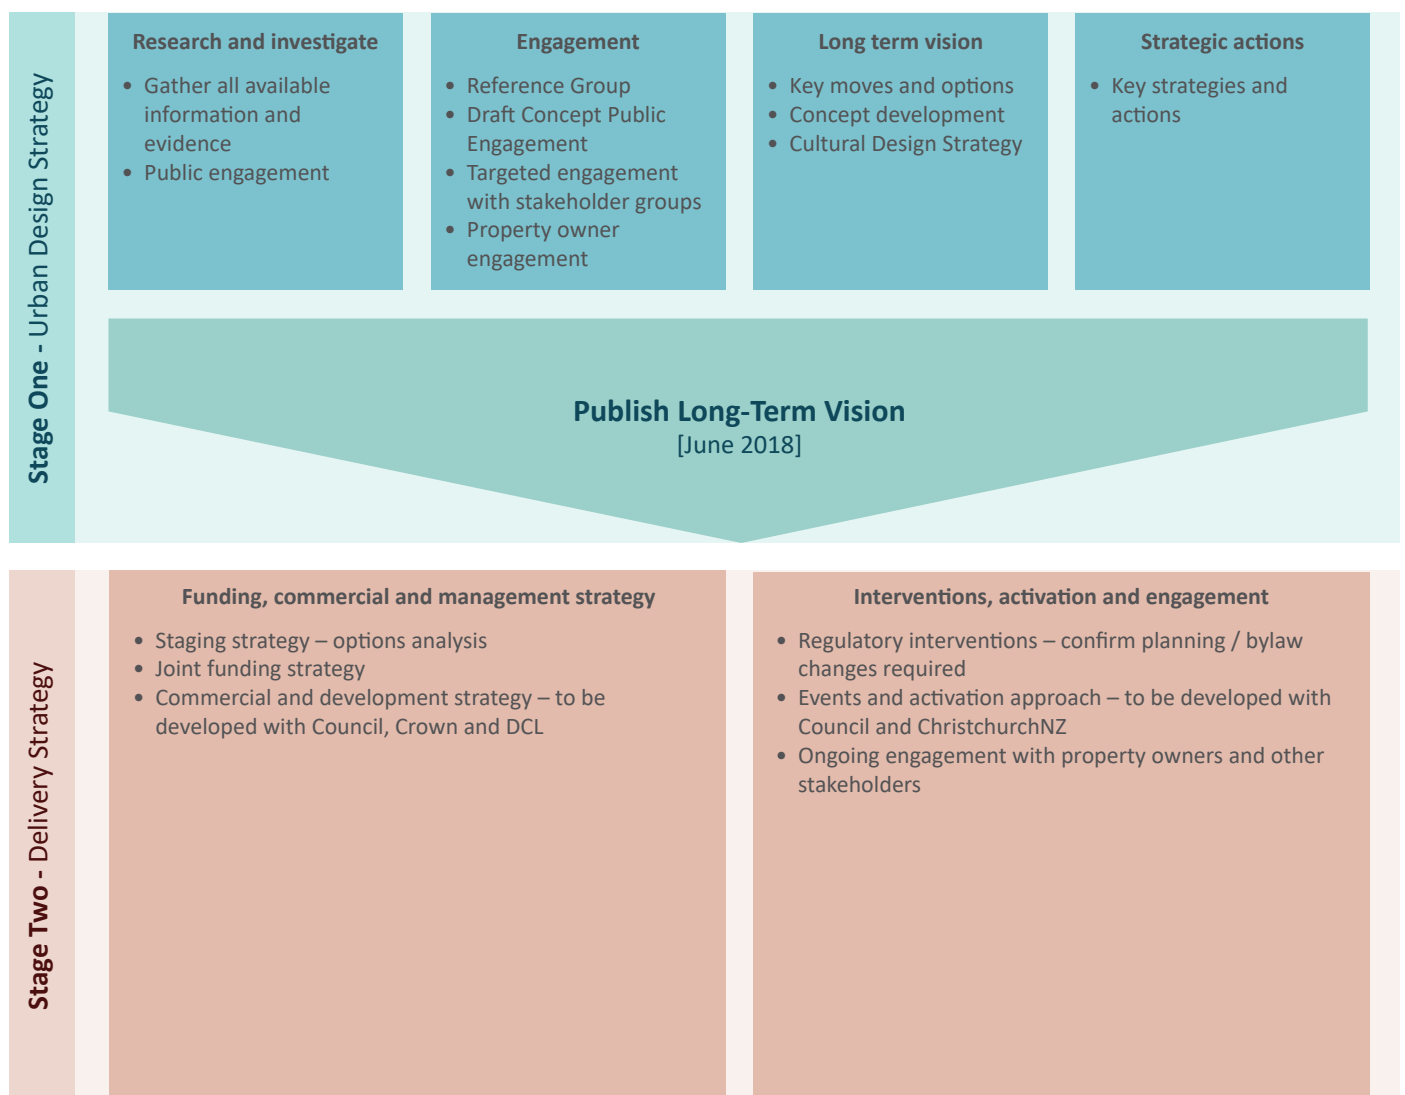 Stage One - Urban Design Strategy
Research and investigate
• Gather all available
information and
evidence
• Public engagement
Engagement
• Reference Group
• Draft Concept Public
Engagement
• Targeted engagement
with stakeholder groups
• Property owner
engagement
Long term vision
• Key moves and options
• Concept development
• Cultural Design Strategy
Strategic actions
• Key strategies and
actions
Publish Long-Term Vision
[June 2018]
Stage Two - Delivery Strategy
Funding, commercial and management strategy
• Staging strategy – options analysis
• Joint funding strategy
• Commercial and development strategy – to be
developed with Council, Crown and DCL
Interventions, activation and engagement
• Regulatory interventions – confirm planning / bylaw
changes required
• Events and activation approach – to be developed with
Council and ChristchurchNZ
• Ongoing engagement with property owners and other
stakeholders